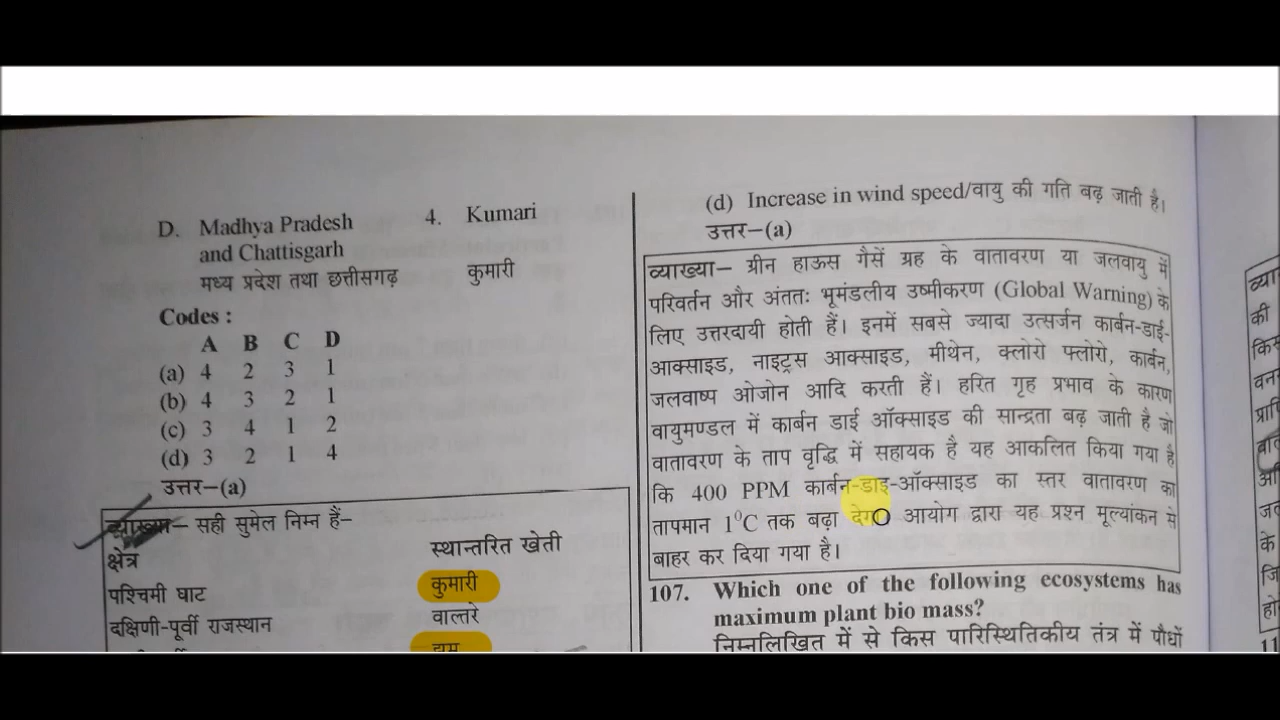 D. Madhya Pradesh 4. Kumari
and Chattisgarh
मध्य प्रदेश तथा छत्तीसगढ़ कुमारी
Codes :
A B C D
(a) 4 2 3 1
(b) 4 3 2 1
(c) 3 4 1 2
(d) 3 2 1 4
उत्तर–(a)
व्याख्या– सही सुमेल निम्न हैं–
क्षेत्र स्थान्तरित खेती
पश्चिमी घाट कुमारी
दक्षिणी-पूर्वी राजस्थान वाल्तरे
झूम
(d) Increase in wind speed/वायु की गति बढ़ जाती है।
उत्तर–(a)
व्याख्या– ग्रीन हाऊस गैसें ग्रह के वातावरण या जलवायु में
परिवर्तन और अंततः भूमंडलीय उष्मीकरण (Global Warning) के
लिए उत्तरदायी होती हैं। इनमें सबसे ज्यादा उत्सर्जन कार्बन-डाई-
आक्साइड, नाइट्रस आक्साइड, मीथेन, क्लोरो फ्लोरो, कार्बन,
जलवाष्प ओजोन आदि करती हैं। हरित गृह प्रभाव के कारण
वायुमण्डल में कार्बन डाई ऑक्साइड की सान्द्रता बढ़ जाती है जो
वातावरण के ताप वृद्धि में सहायक है यह आकलित किया गया है
कि 400 PPM कार्बन-डाइ-ऑक्साइड का स्तर वातावरण का
तापमान 1⁰C तक बढ़ा देगा आयोग द्वारा यह प्रश्न मूल्यांकन से
बाहर कर दिया गया है।
107. Which one of the following ecosystems has
maximum plant bio mass?
निम्नलिखित में से किस पारिस्थितिकीय तंत्र में पौधों
व्या
की
किस
वन
प्रा
जल
के
जि
हो